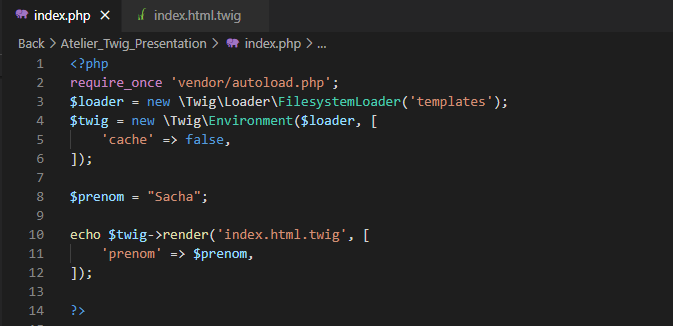 index.php
index.html.twig
Back > Atelier_Twig_Presentation > index.php > ...
1 <?php
2 require_once 'vendor/autoload.php';
3 $loader = new \Twig\Loader\FilesystemLoader('templates');
4 $twig = new \Twig\Environment($loader, [
5     'cache' => false,
6 ]);
7
8 $prenom = "Sacha";
9
10 echo $twig->render('index.html.twig', [
11     'prenom' => $prenom,
12 ]);
13
14 ?>